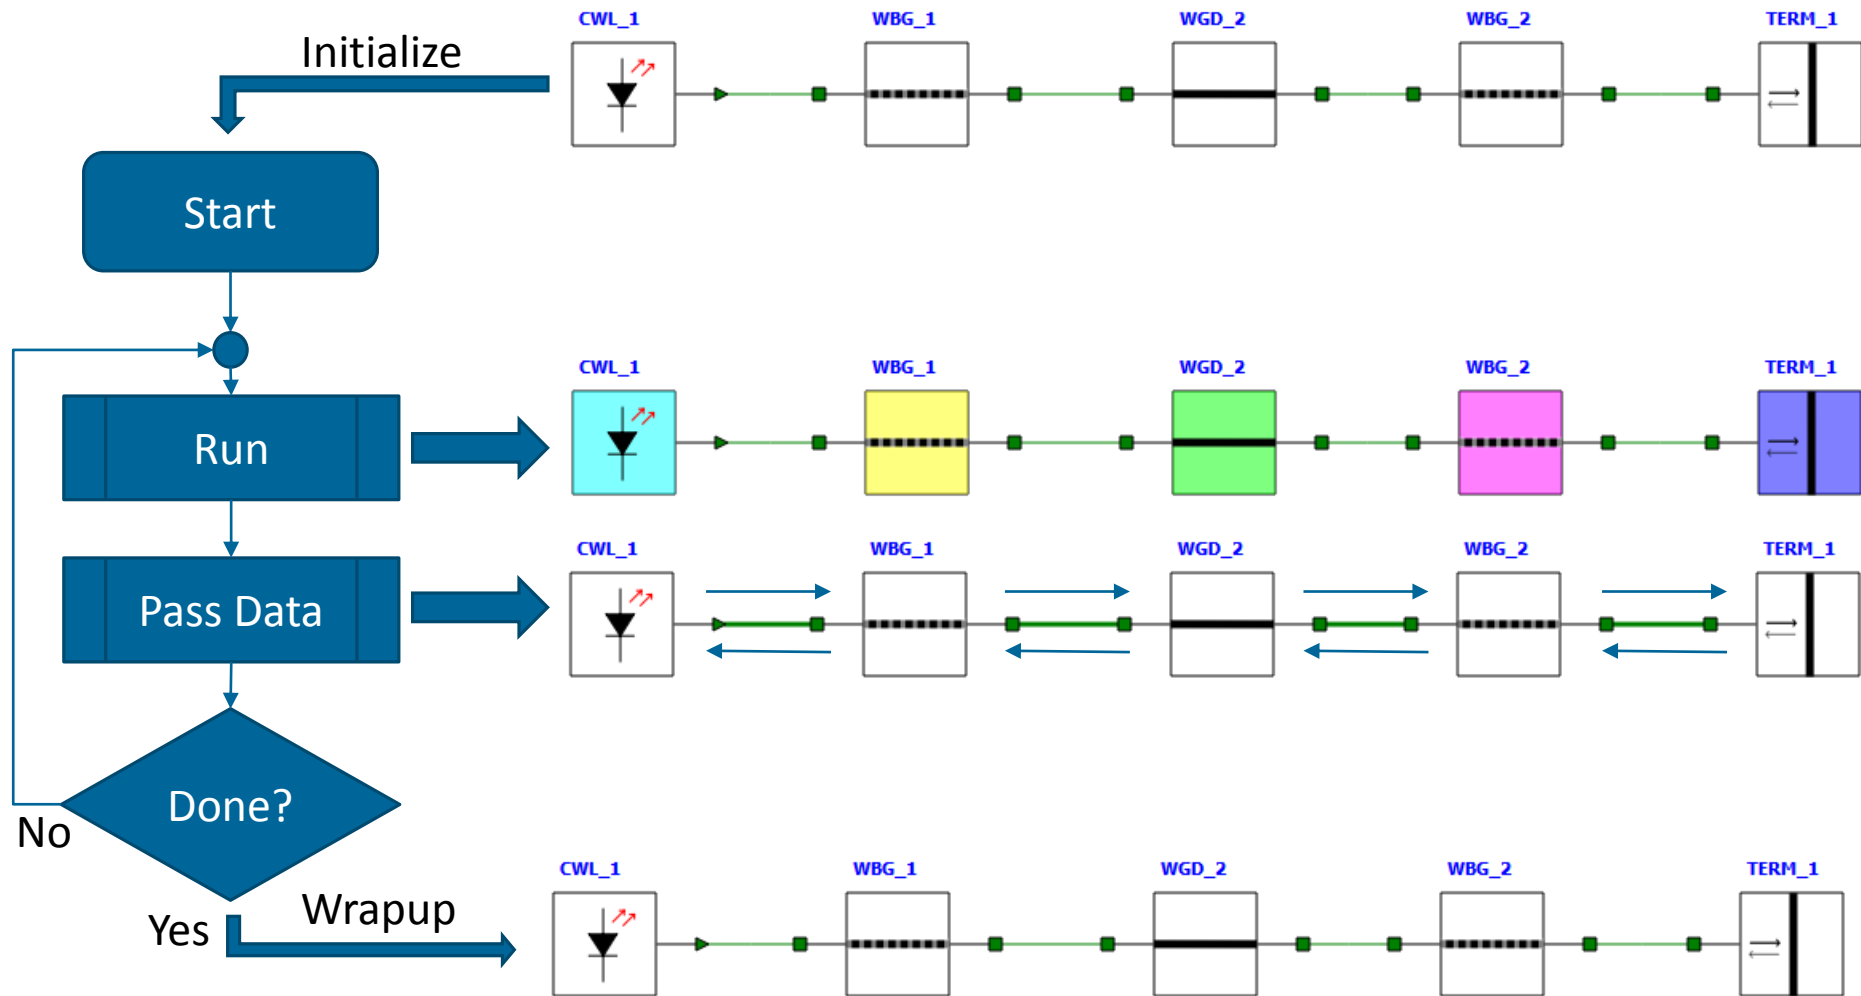 Initialize
CWL_1 WBG_1 WGD_2 WBG_2 TERM_1
Start
CWL_1 WBG_1 WGD_2 WBG_2 TERM_1
Run
CWL_1 WBG_1 WGD_2 WBG_2 TERM_1
Pass Data
Done?
No
CWL_1 WBG_1 WGD_2 WBG_2 TERM_1
Yes
Wrapup